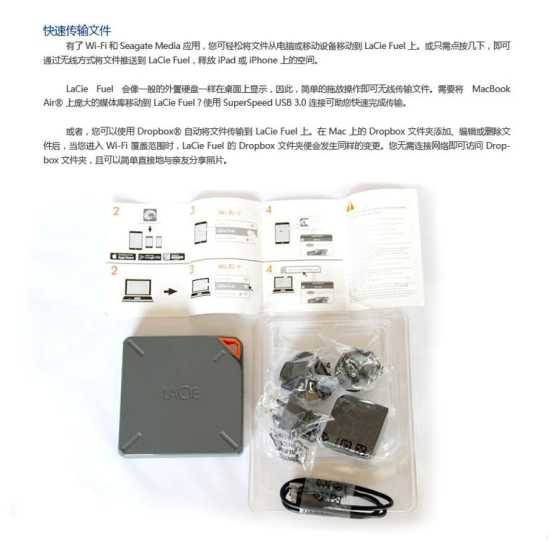 快速传输文件
有了 Wi-Fi 和 Seagate Media 应用，您可轻松将文件从电脑或移动设备移动到 LaCie Fuel 上。或只需点按几下，即可
通过无线方式将文件推送到 LaCie Fuel，释放 iPad 或 iPhone 上的空间。
LaCie Fuel 会像一般的外置硬盘一样在桌面上显示，因此，简单的拖放操作即可无线传输文件。需要将 MacBook
Air® 上庞大的媒体库移动到 LaCie Fuel？使用 SuperSpeed USB 3.0 连接可助您快速完成传输。
或者，您可以使用 Dropbox® 自动将文件传输到 LaCie Fuel 上。在 Mac 上的 Dropbox 文件夹添加、编辑或删除文
件后，当您进入 Wi-Fi 覆盖范围时，LaCie Fuel 的 Dropbox 文件夹便会发生同样的变更。您无需连接网络即可访问 Drop-
box 文件夹，且可以简单直接地与亲友分享照片。
2
3
4
Wi-Fi
2
3
4
Wi-Fi
LACIE